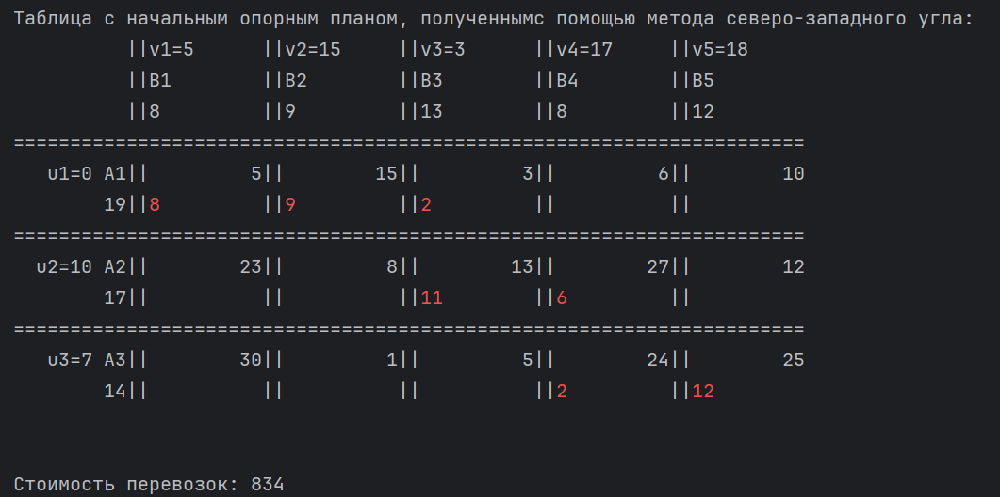 Таблица с начальным опорным планом, полученнымс помощью метода северо-западного угла:
||v1=5 ||v2=15 ||v3=3 ||v4=17 ||v5=18
||B1 ||B2 ||B3 ||B4 ||B5
||8 ||9 ||13 ||8 ||12
======================================================================
u1=0 A1|| 5|| 15|| 3|| 6|| 10
19||8 ||9 ||2 || ||
======================================================================
u2=10 A2|| 23|| 8|| 13|| 27|| 12
17|| || ||11 ||6 ||
======================================================================
u3=7 A3|| 30|| 1|| 5|| 24|| 25
14|| || || ||2 ||12
Стоимость перевозок: 834